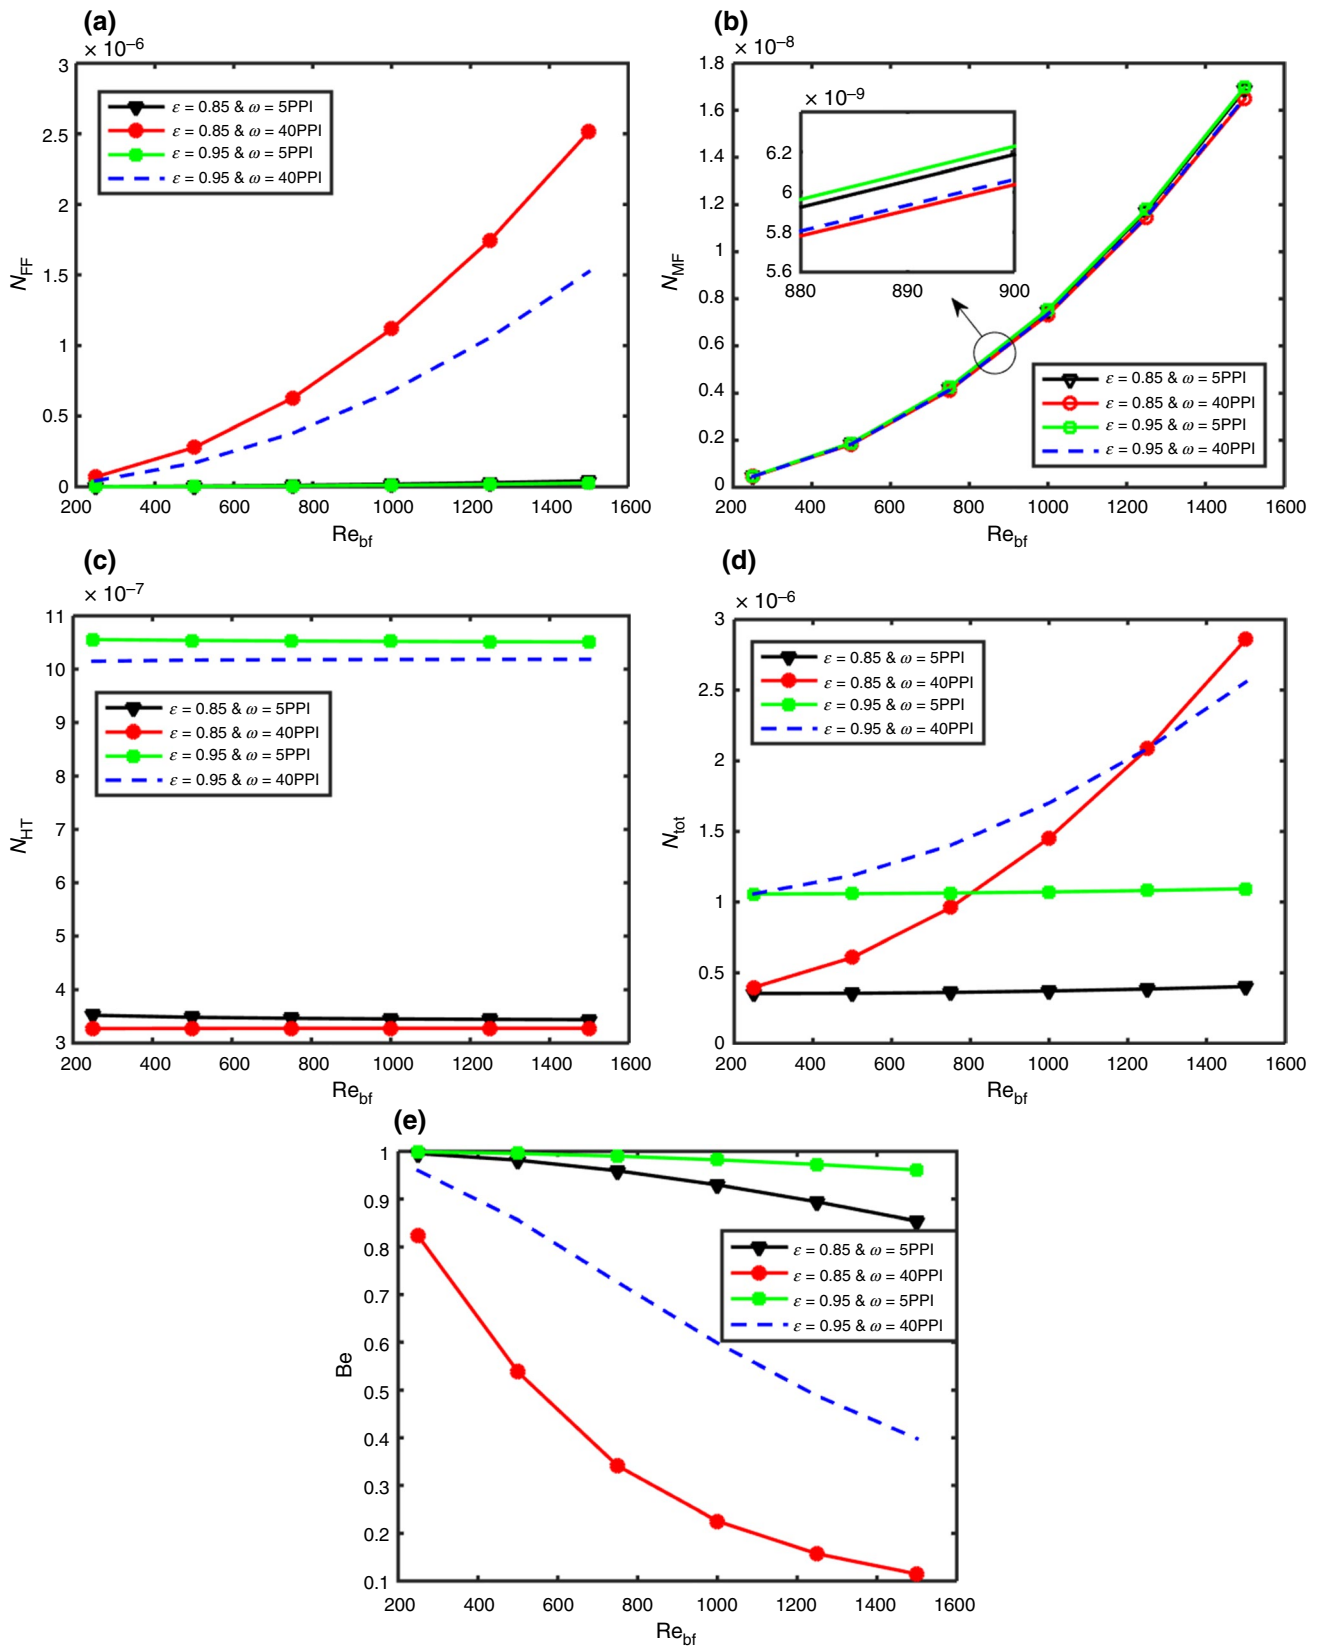 (a)
× 10–6
3
2.5
2
1.5
1
0.5
0
200 400 600 800 1000 1200 1400 1600
NFF
Rebf
ε = 0.85 & ω = 5PPI
ε = 0.85 & ω = 40PPI
ε = 0.95 & ω = 5PPI
ε = 0.95 & ω = 40PPI
(b)
× 10–8
1.8
1.6
1.4
1.2
1
0.8
0.6
0.4
0.2
0
200 400 600 800 1000 1200 1400 1600
NMF
Rebf
× 10–9
6.2
6
5.8
5.6
880 890 900
ε = 0.85 & ω = 5PPI
ε = 0.85 & ω = 40PPI
ε = 0.95 & ω = 5PPI
ε = 0.95 & ω = 40PPI
(c)
× 10–7
11
10
9
8
7
6
5
4
3
200 400 600 800 1000 1200 1400 1600
NHT
Rebf
ε = 0.85 & ω = 5PPI
ε = 0.85 & ω = 40PPI
ε = 0.95 & ω = 5PPI
ε = 0.95 & ω = 40PPI
(d)
× 10–6
3
2.5
2
1.5
1
0.5
0
200 400 600 800 1000 1200 1400 1600
Ntot
Rebf
ε = 0.85 & ω = 5PPI
ε = 0.85 & ω = 40PPI
ε = 0.95 & ω = 5PPI
ε = 0.95 & ω = 40PPI
(e)
1
0.9
0.8
0.7
0.6
0.5
0.4
0.3
0.2
0.1
200 400 600 800 1000 1200 1400 1600
Be
Rebf
ε = 0.85 & ω = 5PPI
ε = 0.85 & ω = 40PPI
ε = 0.95 & ω = 5PPI
ε = 0.95 & ω = 40PPI